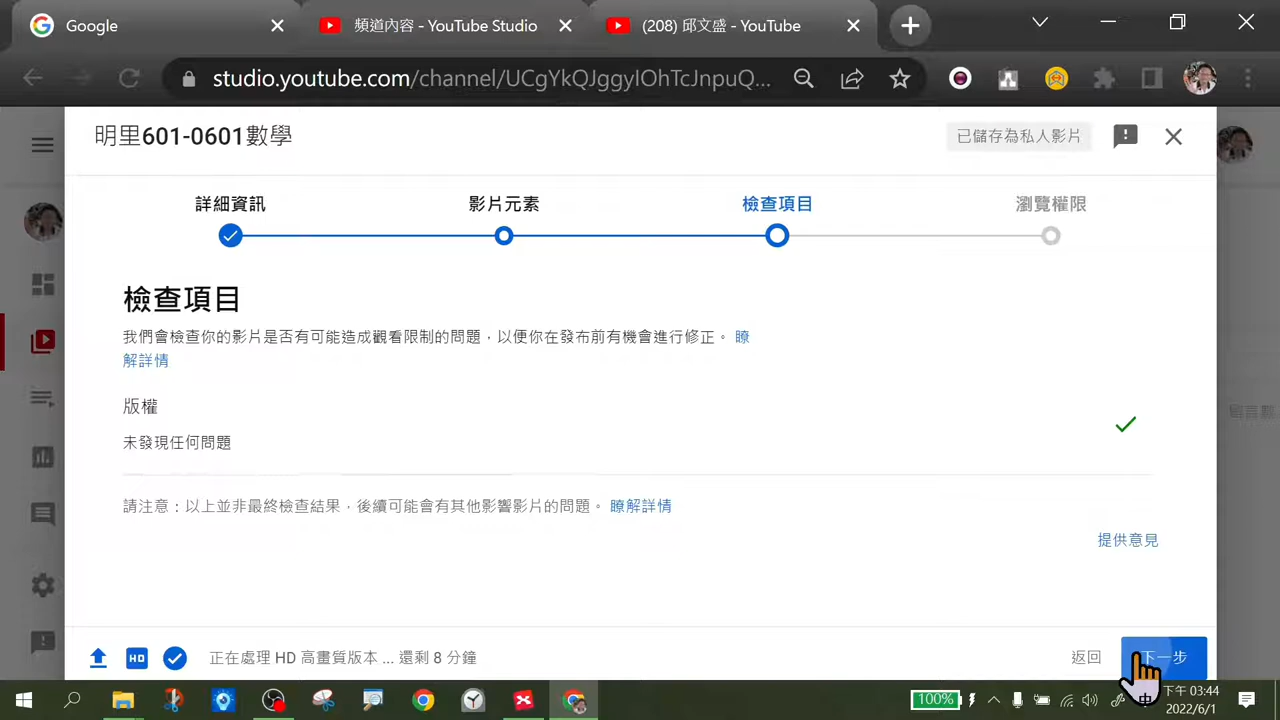 Google
頻道內容 - YouTube Studio
(208) 邱文盛 - YouTube
studio.youtube.com/channel/UCgYkQJggyIOhTcJnpuQ...
明里601-0601數學
已儲存為私人影片
詳細資訊
影片元素
檢查項目
瀏覽權限
檢查項目
我們會檢查你的影片是否有可能造成觀看限制的問題，以便你在發布前有機會進行修正。 瞭
解詳情
版權
未發現任何問題
請注意：以上並非最終檢查結果，後續可能會有其他影響影片的問題。 瞭解詳情
提供意見
HD
正在處理 HD 高畫質版本 ... 還剩 8 分鐘
返回
下一步
100%
中
下午 03:44
2022/6/1